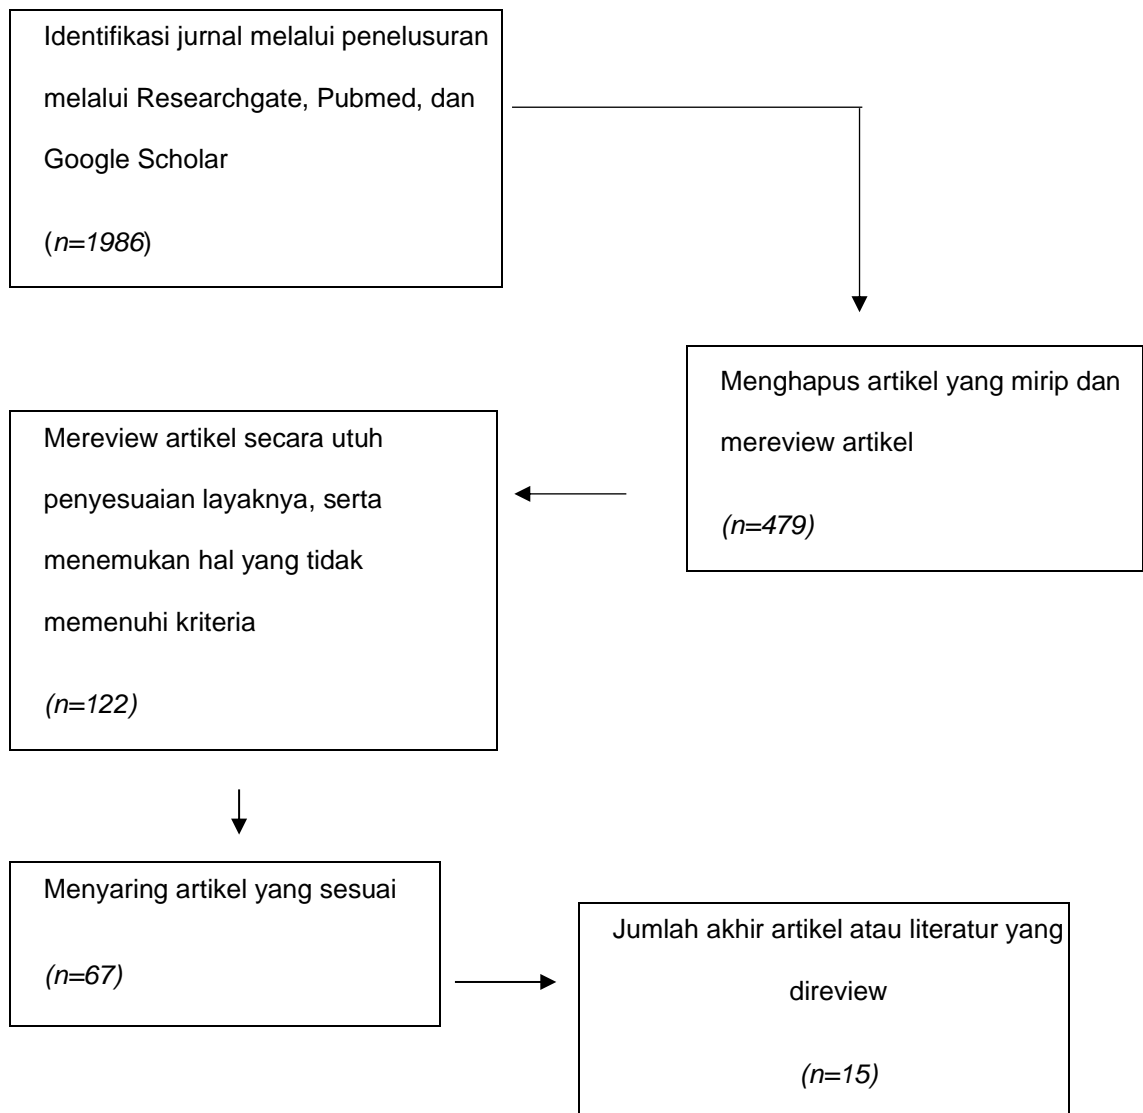 Identifikasi jurnal melalui penelusuran
melalui Researchgate, Pubmed, dan
Google Scholar
(n=1986)
Menghapus artikel yang mirip dan
mereview artikel
(n=479)
Mereview artikel secara utuh
penyesuaian layaknya, serta
menemukan hal yang tidak
memenuhi kriteria
(n=122)
Menyaring artikel yang sesuai
(n=67)
Jumlah akhir artikel atau literatur yang
direview
(n=15)